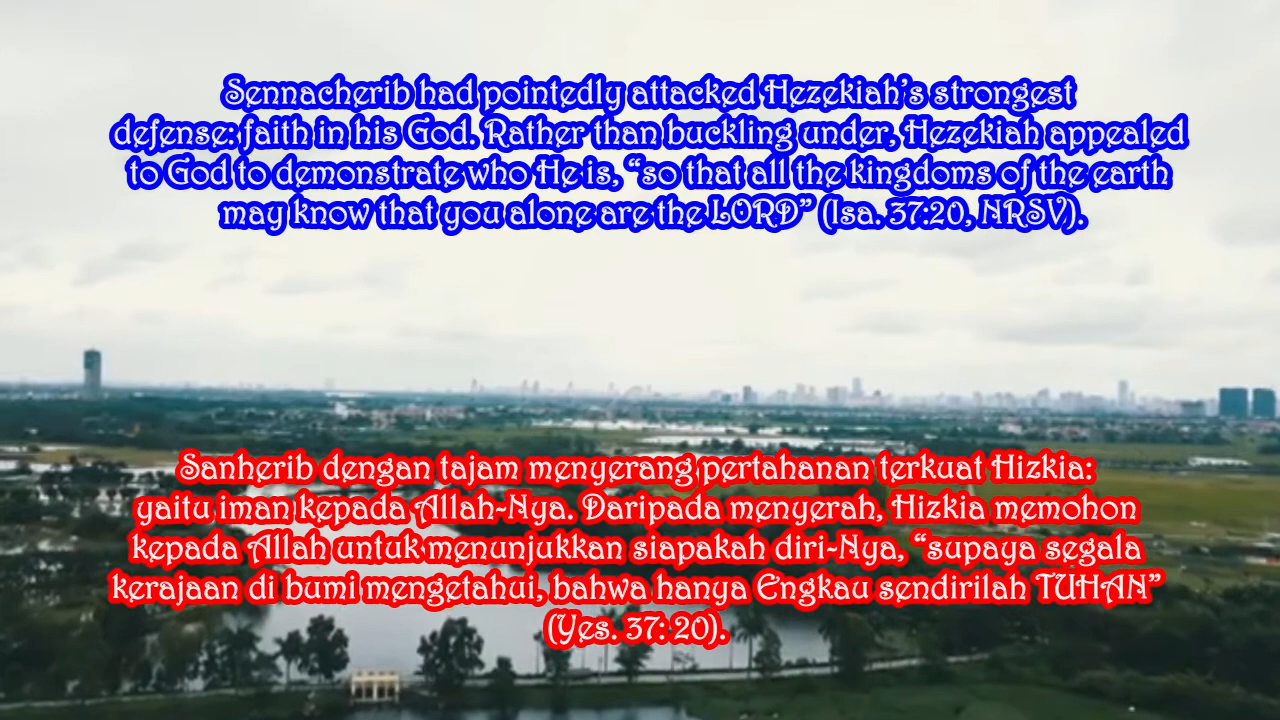 Sennacherib had pointedly attacked Hezekiah’s strongest
defense: faith in his God. Rather than buckling under, Hezekiah appealed
to God to demonstrate who He is, “so that all the kingdoms of the earth
may know that you alone are the LORD” (Isa. 37:20, NRSV).
Sanherib dengan tajam menyerang pertahanan terkuat Hizkia:
yaitu iman kepada Allah-Nya. Daripada menyerah, Hizkia memohon
kepada Allah untuk menunjukkan siapakah diri-Nya, “supaya segala
kerajaan di bumi mengetahui, bahwa hanya Engkau sendirilah TUHAN”
(Yes. 37: 20).